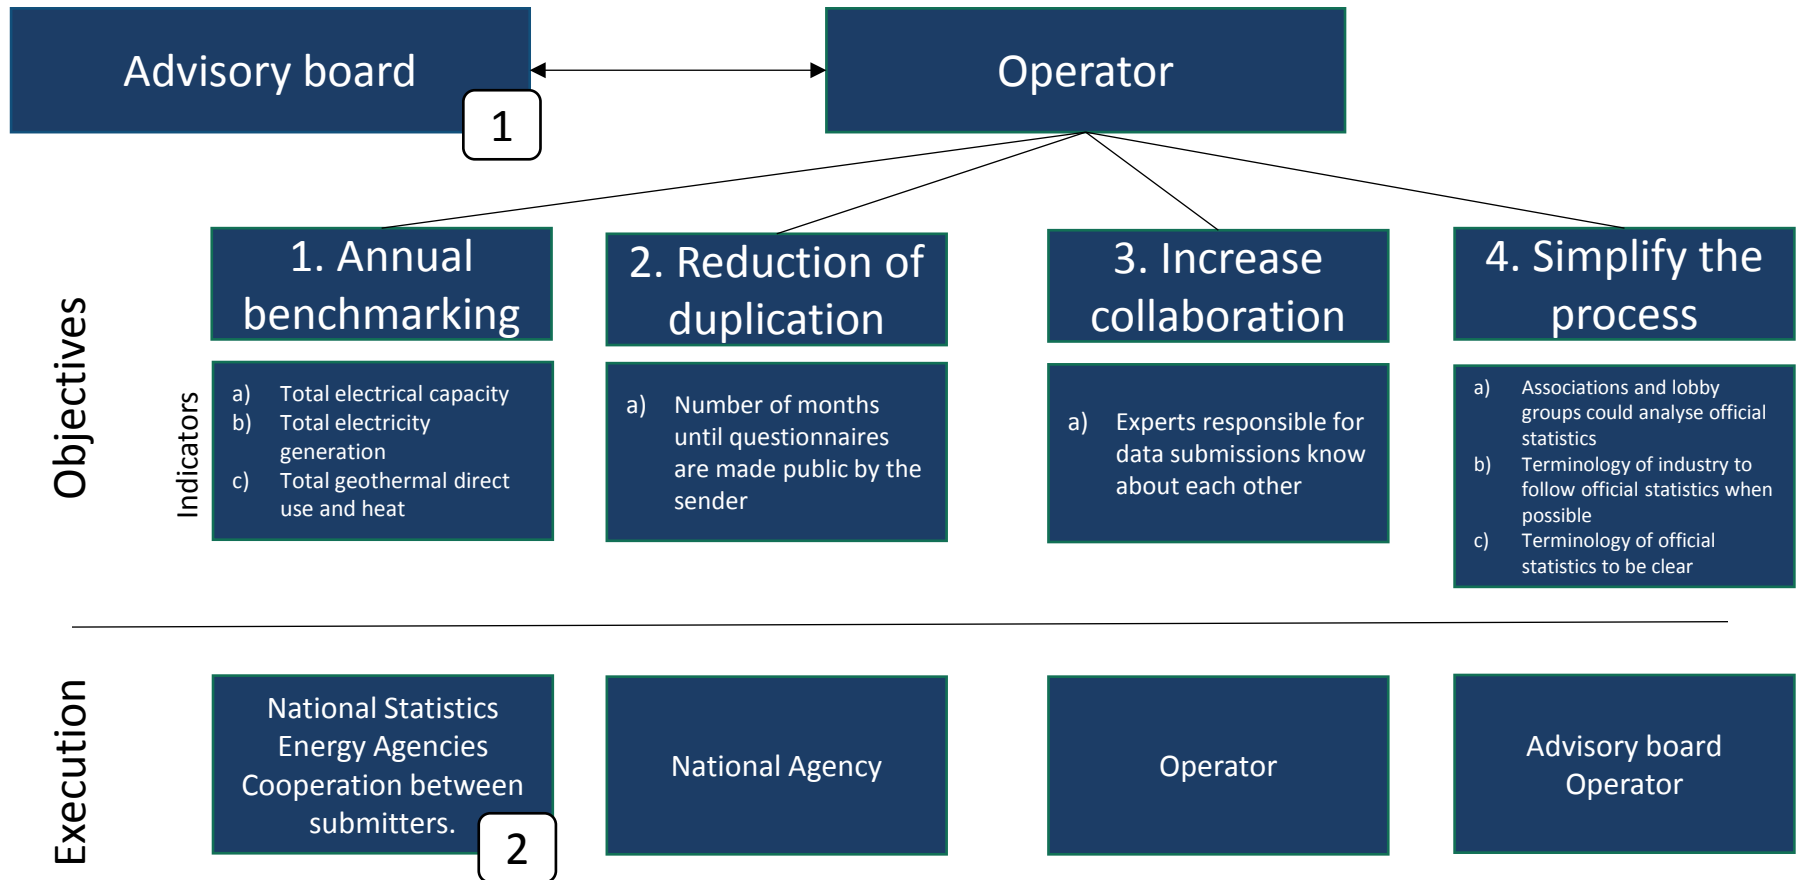 Advisory board
1
Operator
Objectives
Indicators
1. Annual
benchmarking
a) Total electrical capacity
b) Total electricity
generation
c) Total geothermal direct
use and heat
2. Reduction of
duplication
a) Number of months
until questionnaires
are made public by the
sender
3. Increase
collaboration
a) Experts responsible for
data submissions know
about each other
4. Simplify the
process
a) Associations and lobby
groups could analyse official
statistics
b) Terminology of industry to
follow official statistics when
possible
c) Terminology of official
statistics to be clear
Execution
National Statistics
Energy Agencies
Cooperation between
submitters.
2
National Agency
Operator
Advisory board
Operator